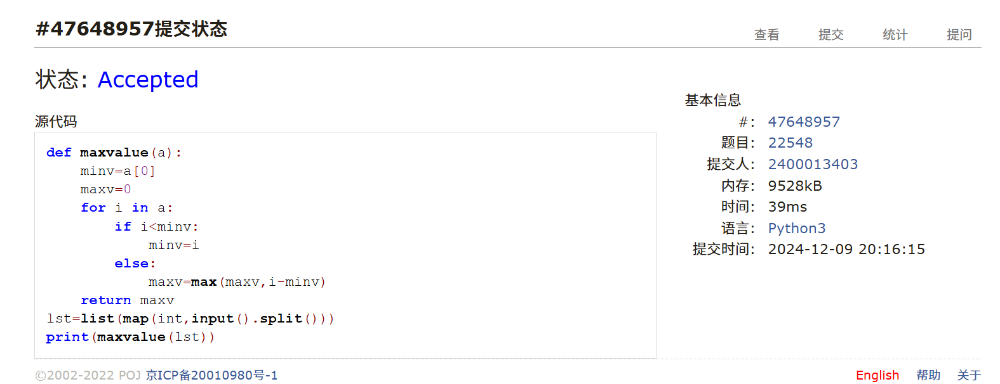 #47648957提交状态
查看 提交 统计 提问
状态: Accepted
源代码
def maxvalue(a):
    minv=a[0]
    maxv=0
    for i in a:
        if i<minv:
            minv=i
        else:
            maxv=max(maxv,i-minv)
    return maxv
lst=list(map(int,input().split()))
print(maxvalue(lst))
基本信息
#: 47648957
题目: 22548
提交人: 2400013403
内存: 9528kB
时间: 39ms
语言: Python3
提交时间: 2024-12-09 20:16:15
©2002-2022 POJ 京ICP备20010980号-1
English 帮助 关于